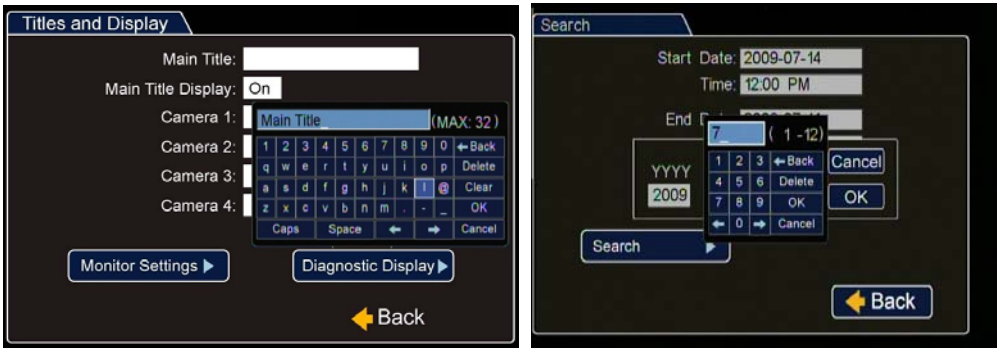 Titles and Display
Main Title:
Main Title Display: On
Camera 1:
Main Title_ (MAX: 32)
1 2 3 4 5 6 7 8 9 0 ←Back
Camera 2:
q w e r t y u i o p Delete
Camera 3:
a s d f g h j k l @ Clear
Camera 4:
z x c v b n m . - _ OK
Caps Space ← → Cancel
Monitor Settings
Diagnostic Display
Back
Search
Start Date: 2009-07-14
Time: 12:00 PM
End
7_ ( 1 -12)
1 2 3 ←Back
4 5 6 Delete
7 8 9 OK
← 0 → Cancel
YYYY
2009
Cancel
OK
Search
Back